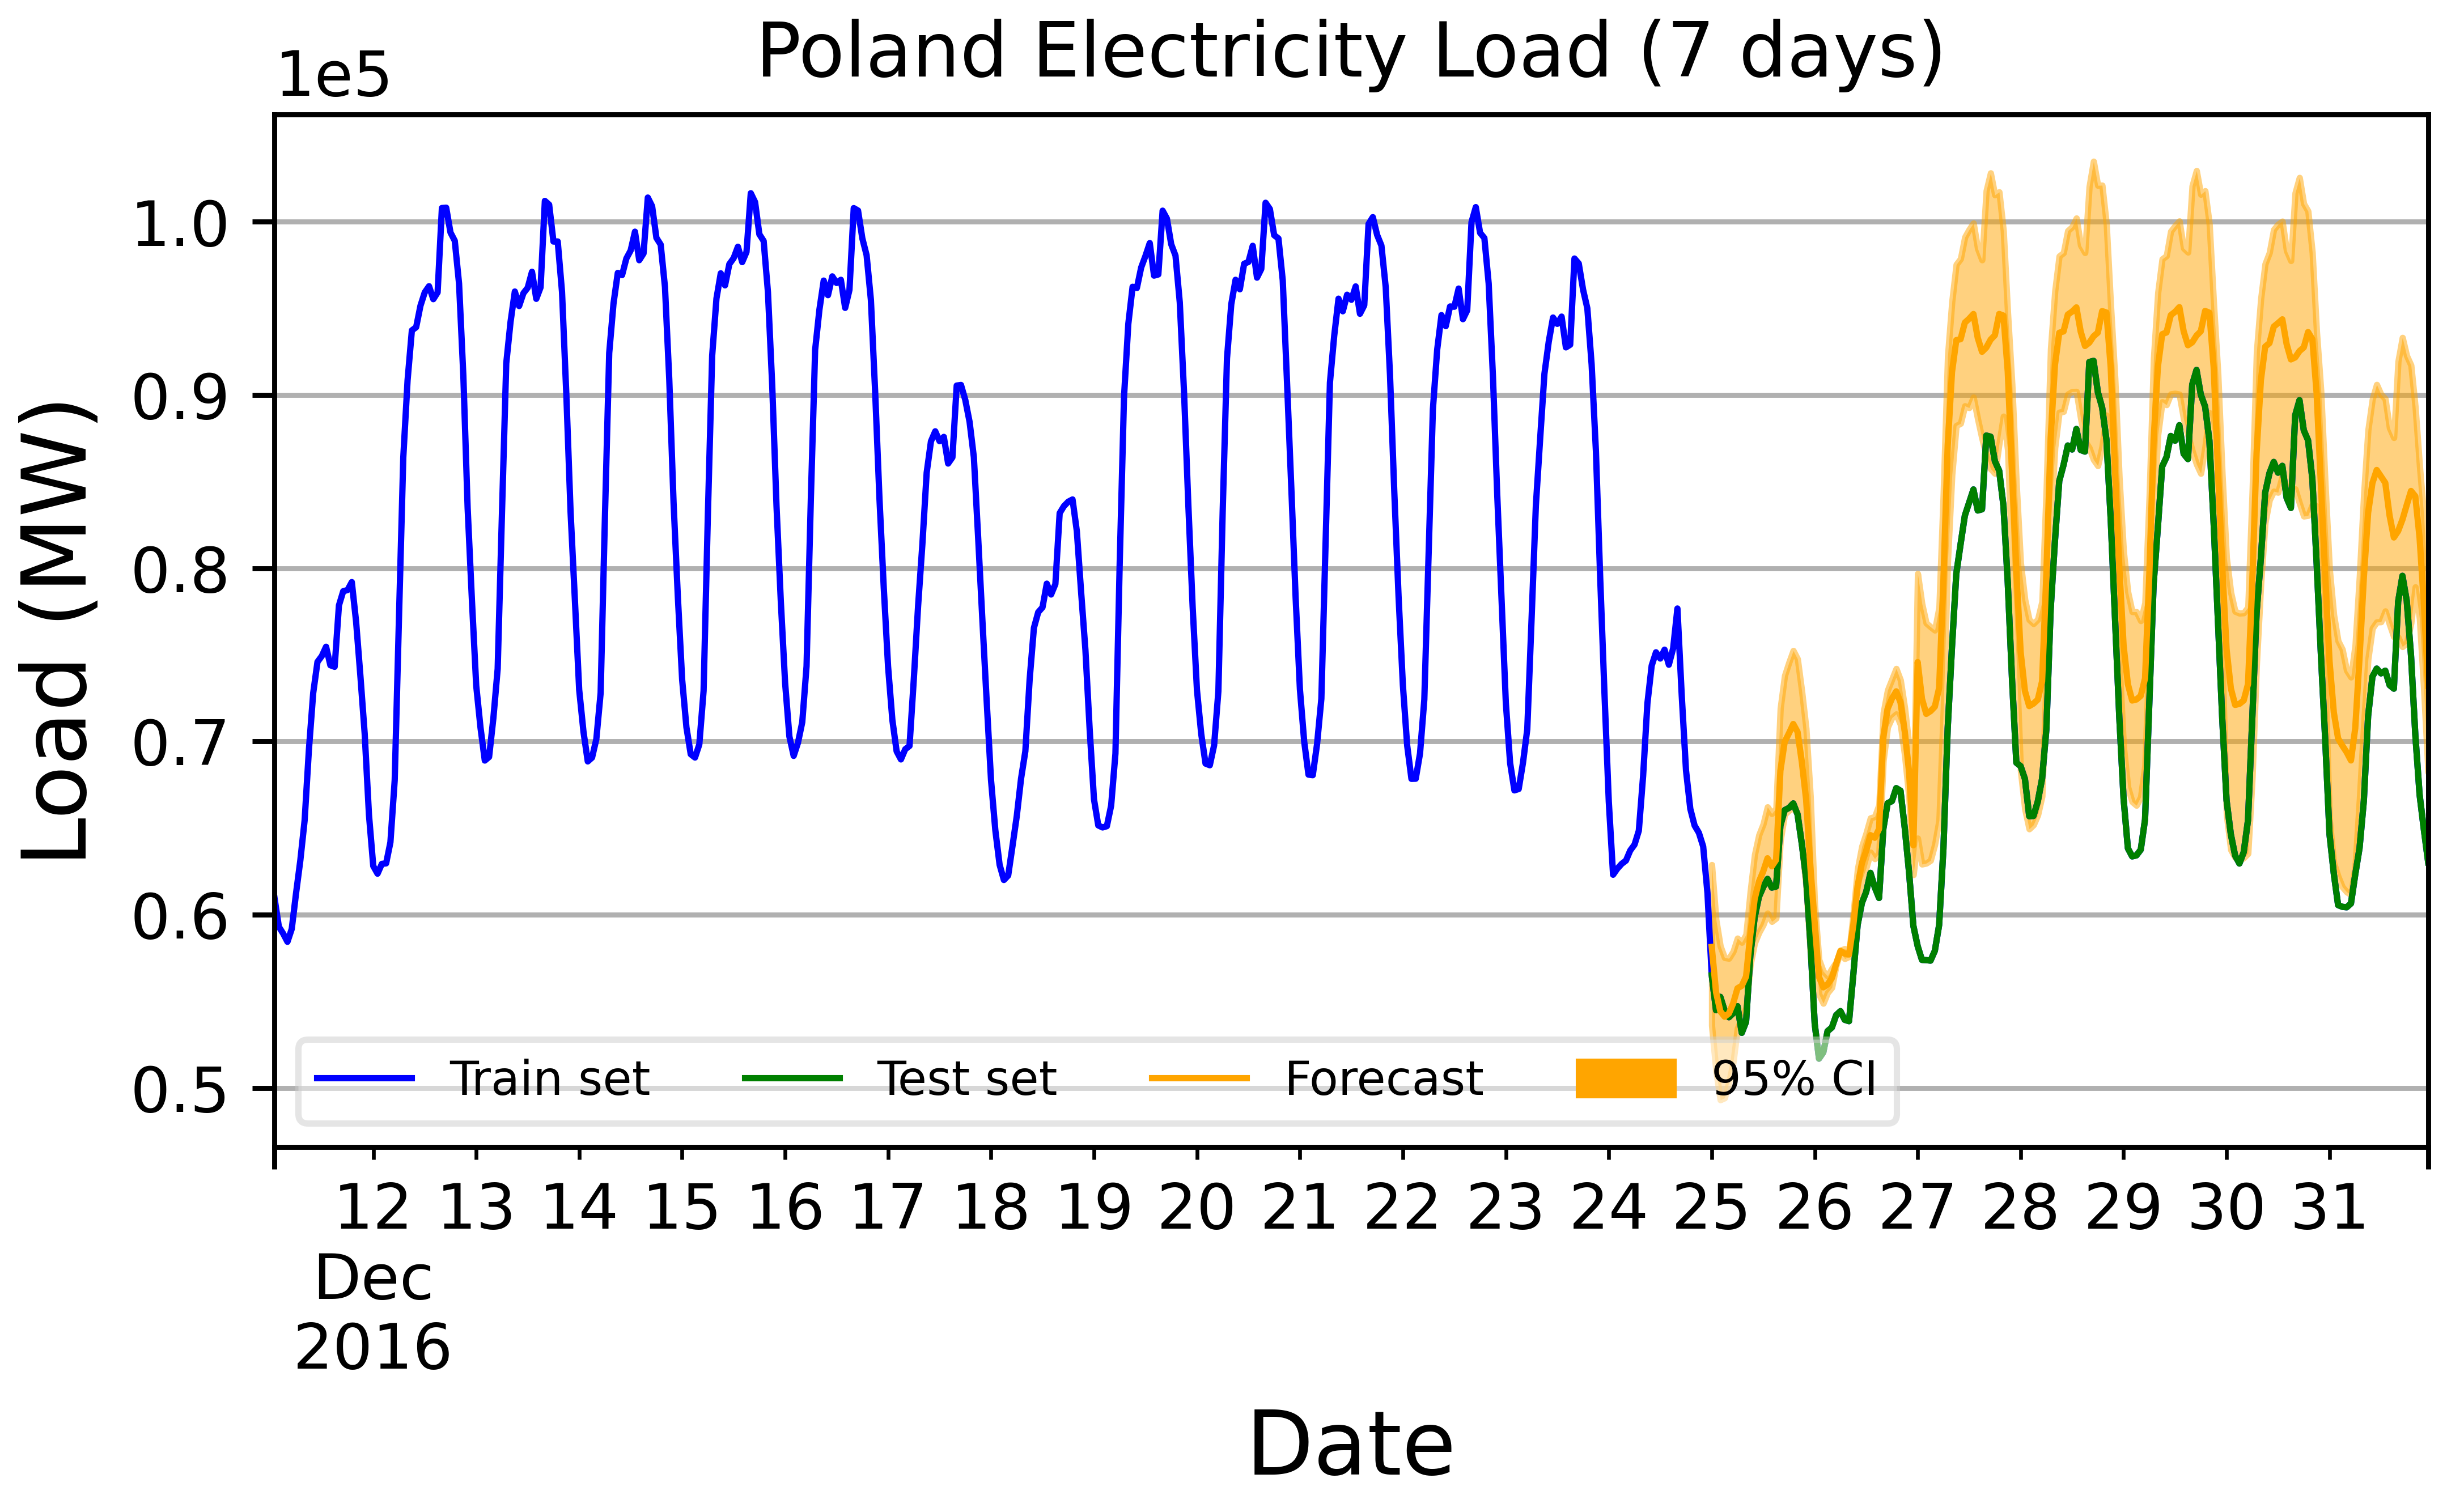 Poland Electricity Load (7 days)
1e5
1.0
0.9
0.8
0.7
0.6
0.5
Load (MW)
Train set Test set Forecast 95% CI
12 13 14 15 16 17 18 19 20 21 22 23 24 25 26 27 28 29 30 31
Dec
2016
Date